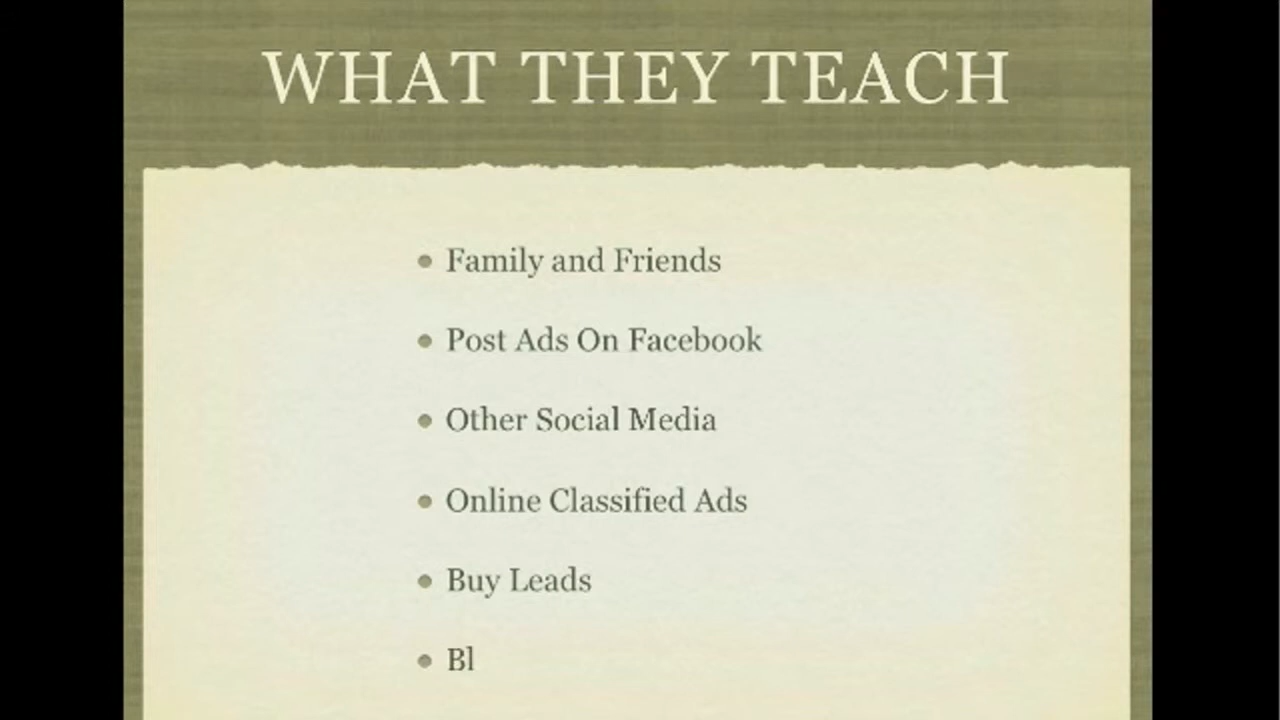 WHAT THEY TEACH
• Family and Friends
• Post Ads On Facebook
• Other Social Media
• Online Classified Ads
• Buy Leads
• Bl